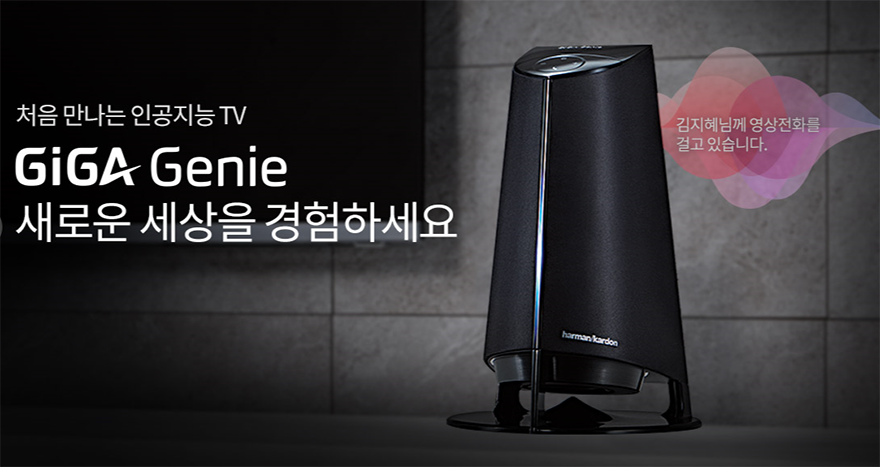 처음 만나는 인공지능 TV
GiGA Genie
새로운 세상을 경험하세요
김지혜님께 영상전화를
걸고 있습니다.
harman/kardon